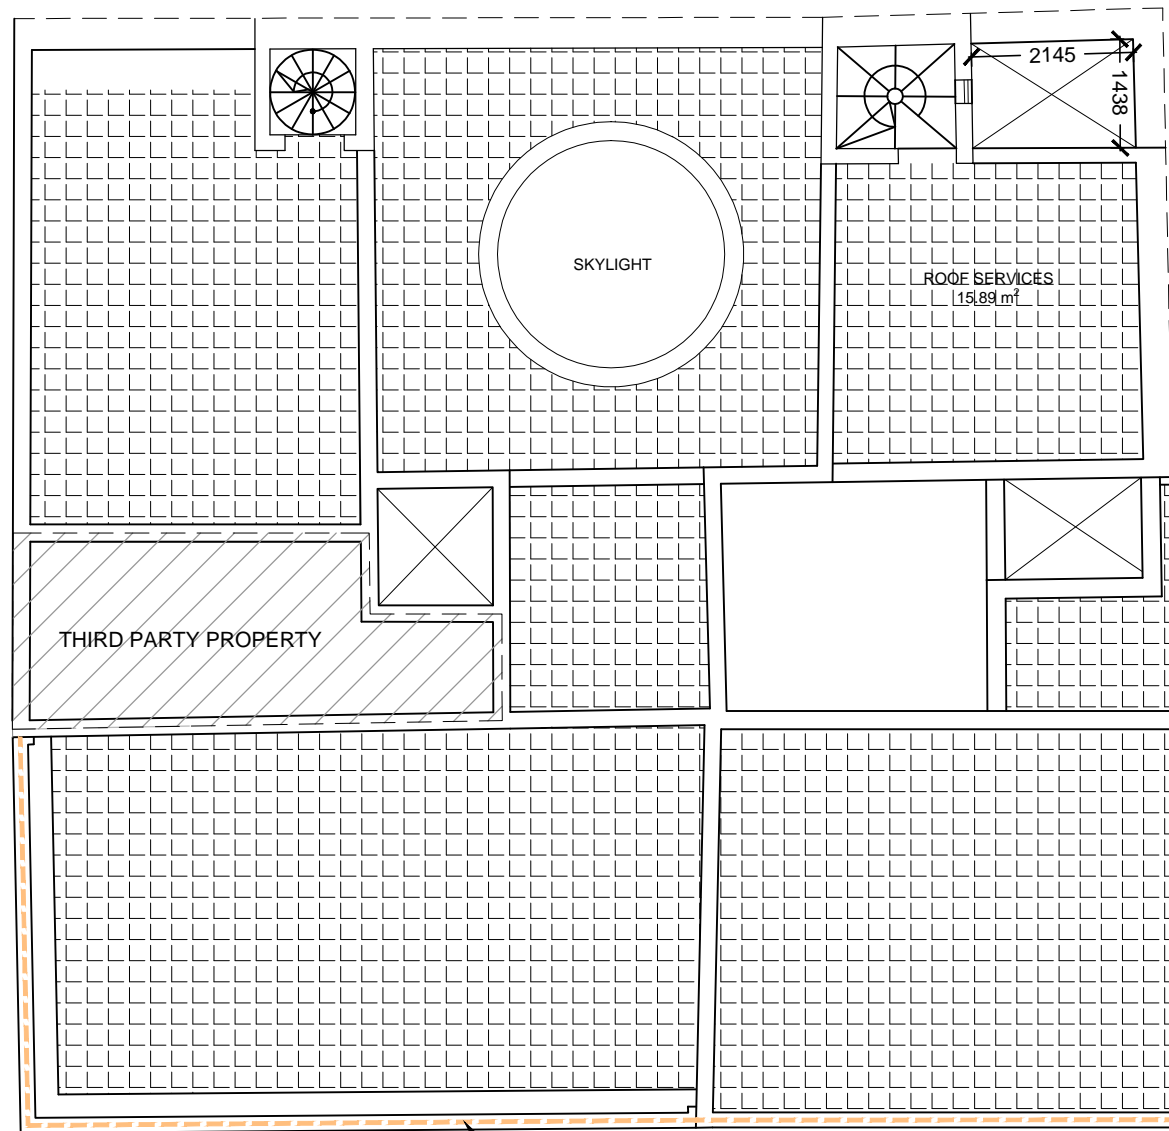 2145
1438
SKYLIGHT
ROOF SERVICES
15.89 m²
THIRD PARTY PROPERTY